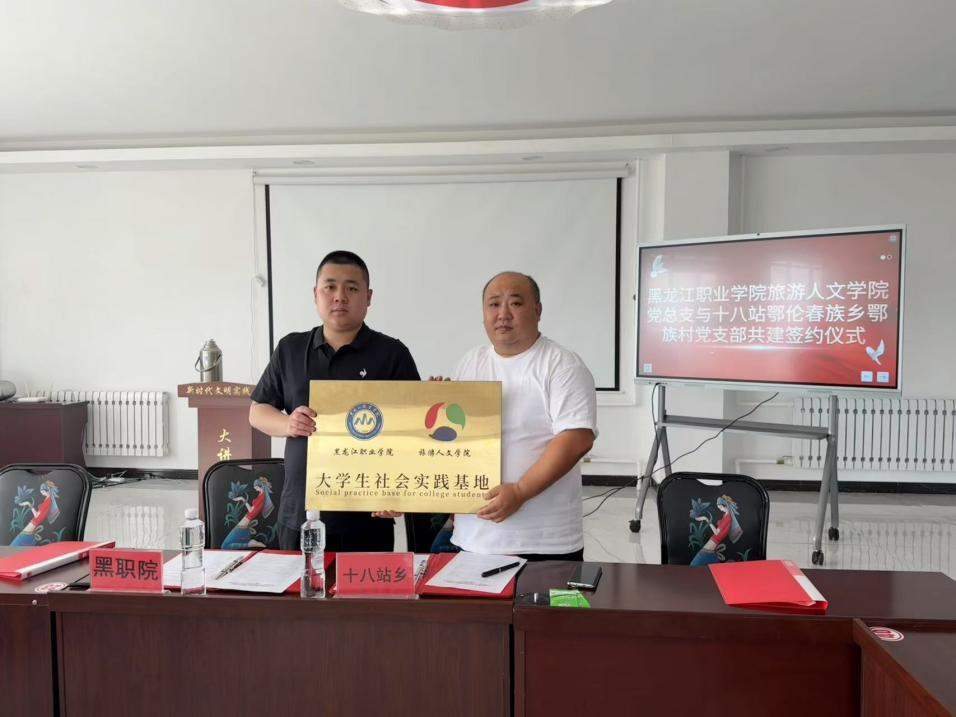 黑龙江职业学院旅游人文学院
党总支与十八站鄂伦春族乡鄂
族村党支部共建签约仪式
新时代文明实践
大讲
黑龙江职业学院
旅游人文学院
大学生社会实践基地
Social practice base for college students
黑职院
十八站乡